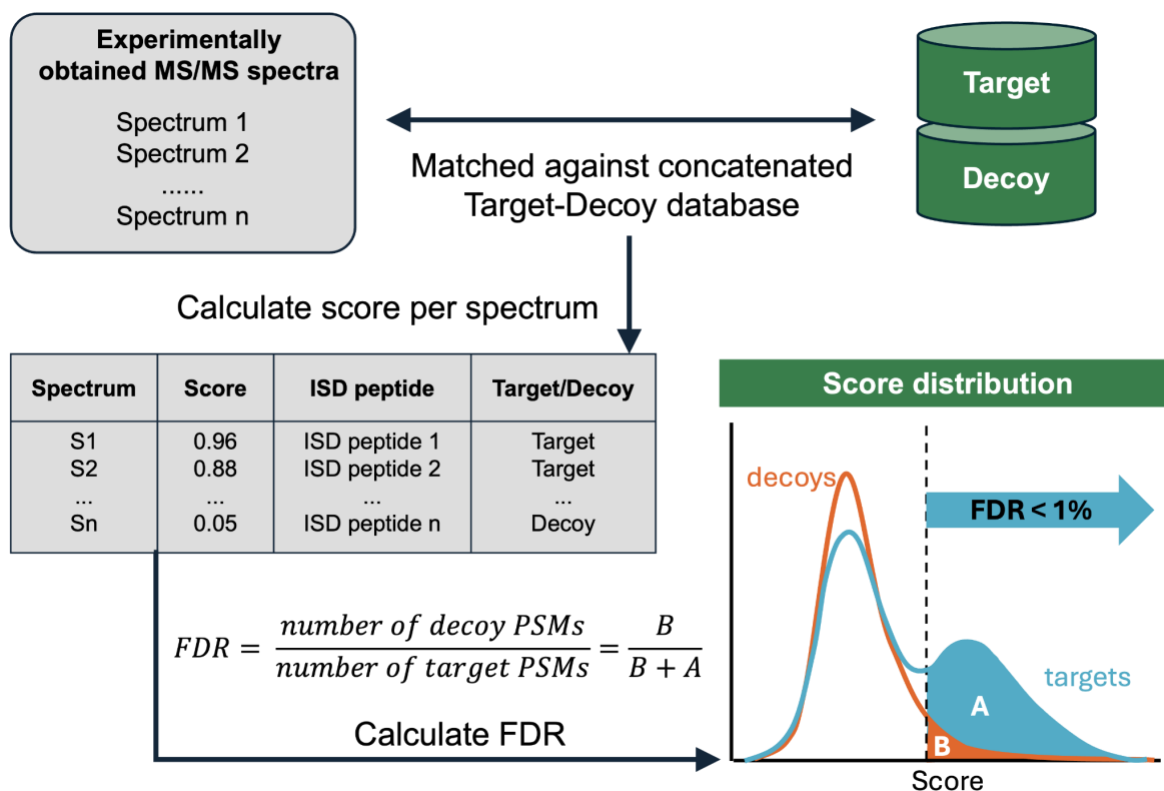 Experimentally
obtained MS/MS spectra
Spectrum 1
Spectrum 2
......
Spectrum n
Matched against concatenated
Target-Decoy database
Target
Decoy
Calculate score per spectrum
Spectrum Score ISD peptide Target/Decoy
S1 0.96 ISD peptide 1 Target
S2 0.88 ISD peptide 2 Target
... ... ... ...
Sn 0.05 ISD peptide n Decoy
FDR = number of decoy PSMs / number of target PSMs = B / B + A
Calculate FDR
Score distribution
decoys
FDR < 1%
targets
A
B
Score